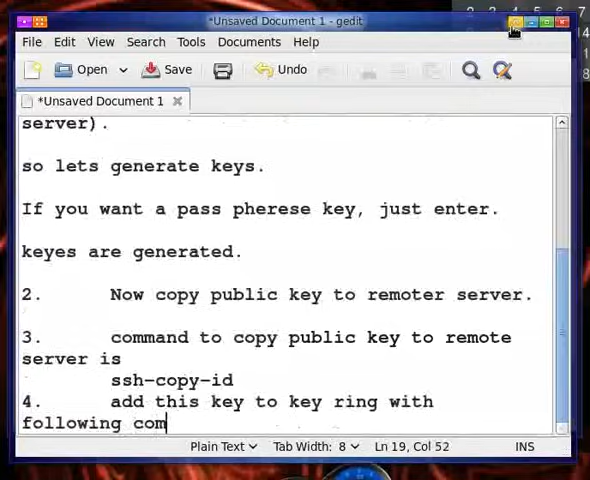 *Unsaved Document 1 - gedit
File Edit View Search Tools Documents Help
Open Save Undo
*Unsaved Document 1
server).
so lets generate keys.
If you want a pass pherese key, just enter.
keyes are generated.
2. Now copy public key to remoter server.
3. command to copy public key to remote
server is
ssh-copy-id
4. add this key to key ring with
following com
Plain Text Tab Width: 8 Ln 19, Col 52 INS